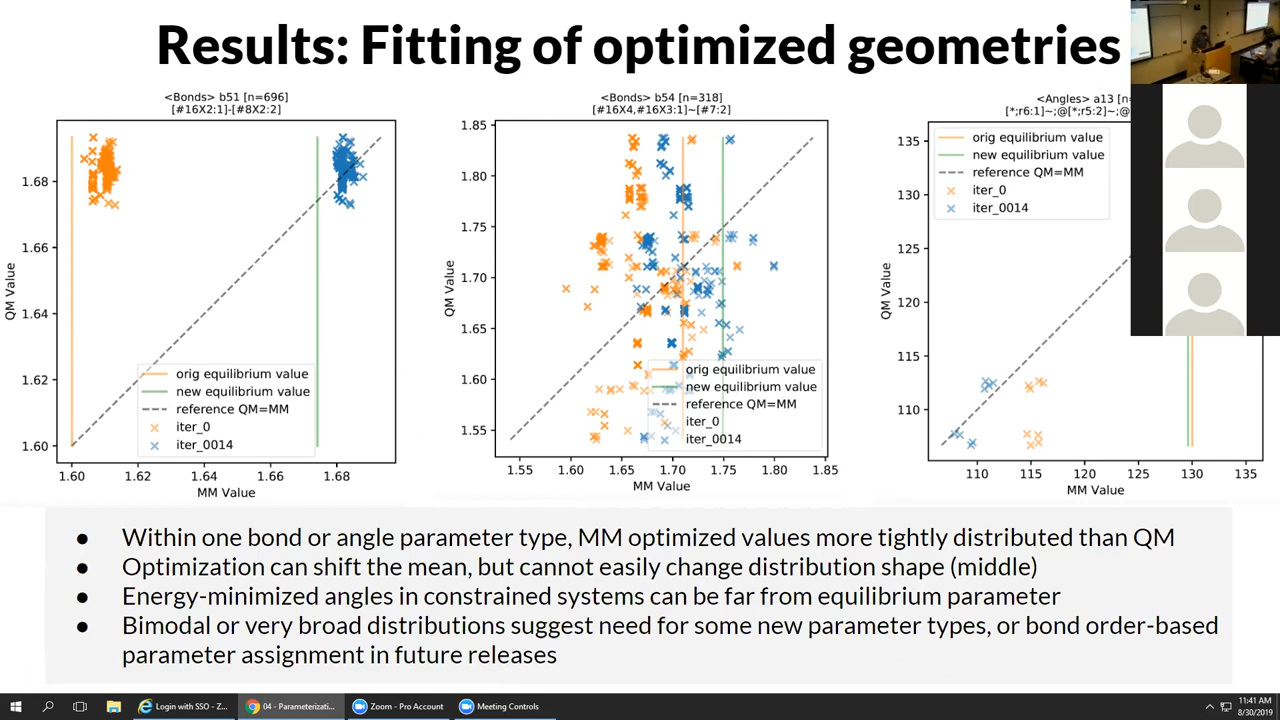 Results: Fitting of optimized geometries
<Bonds> b51 [n=696]
[#16X2:1]-[#8X2:2]
QM Value
1.68
1.66
1.64
1.62
1.60
orig equilibrium value
new equilibrium value
reference QM=MM
iter_0
iter_0014
1.60 1.62 1.64 1.66 1.68
MM Value
<Bonds> b54 [n=318]
[#16X4,#16X3:1]~[#7:2]
QM Value
1.85
1.80
1.75
1.70
1.65
1.60
1.55
orig equilibrium value
new equilibrium value
reference QM=MM
iter_0
iter_0014
1.55 1.60 1.65 1.70 1.75 1.80 1.85
MM Value
<Angles> a13 [n=
[*;r6:1]~;@[*;r5:2]~;@
QM Value
135
130
125
120
115
110
orig equilibrium value
new equilibrium value
reference QM=MM
iter_0
iter_0014
110 115 120 125 130 135
MM Value
● Within one bond or angle parameter type, MM optimized values more tightly distributed than QM
● Optimization can shift the mean, but cannot easily change distribution shape (middle)
● Energy-minimized angles in constrained systems can be far from equilibrium parameter
● Bimodal or very broad distributions suggest need for some new parameter types, or bond order-based
parameter assignment in future releases
Login with SSO - Z... 04 - Parameterizati... Zoom - Pro Account Meeting Controls
11:41 AM
8/30/2019